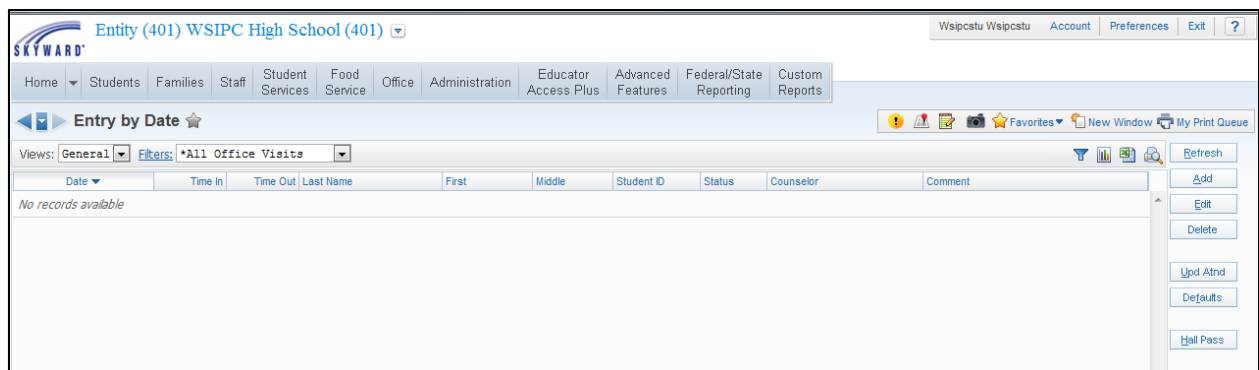 Entity (401) WSIPC High School (401)
Wsipcstu Wsipcstu Account Preferences Exit ?
SKYWARD®
Home Students Families Staff Student Services Food Service Office Administration Educator Access Plus Advanced Features Federal/State Reporting Custom Reports
Entry by Date
Favorites New Window My Print Queue
Views: General Filters: *All Office Visits
Refresh
Date Time In Time Out Last Name First Middle Student ID Status Counselor Comment
Add
No records available
Edit
Delete
Upd Atnd
Defaults
Hall Pass